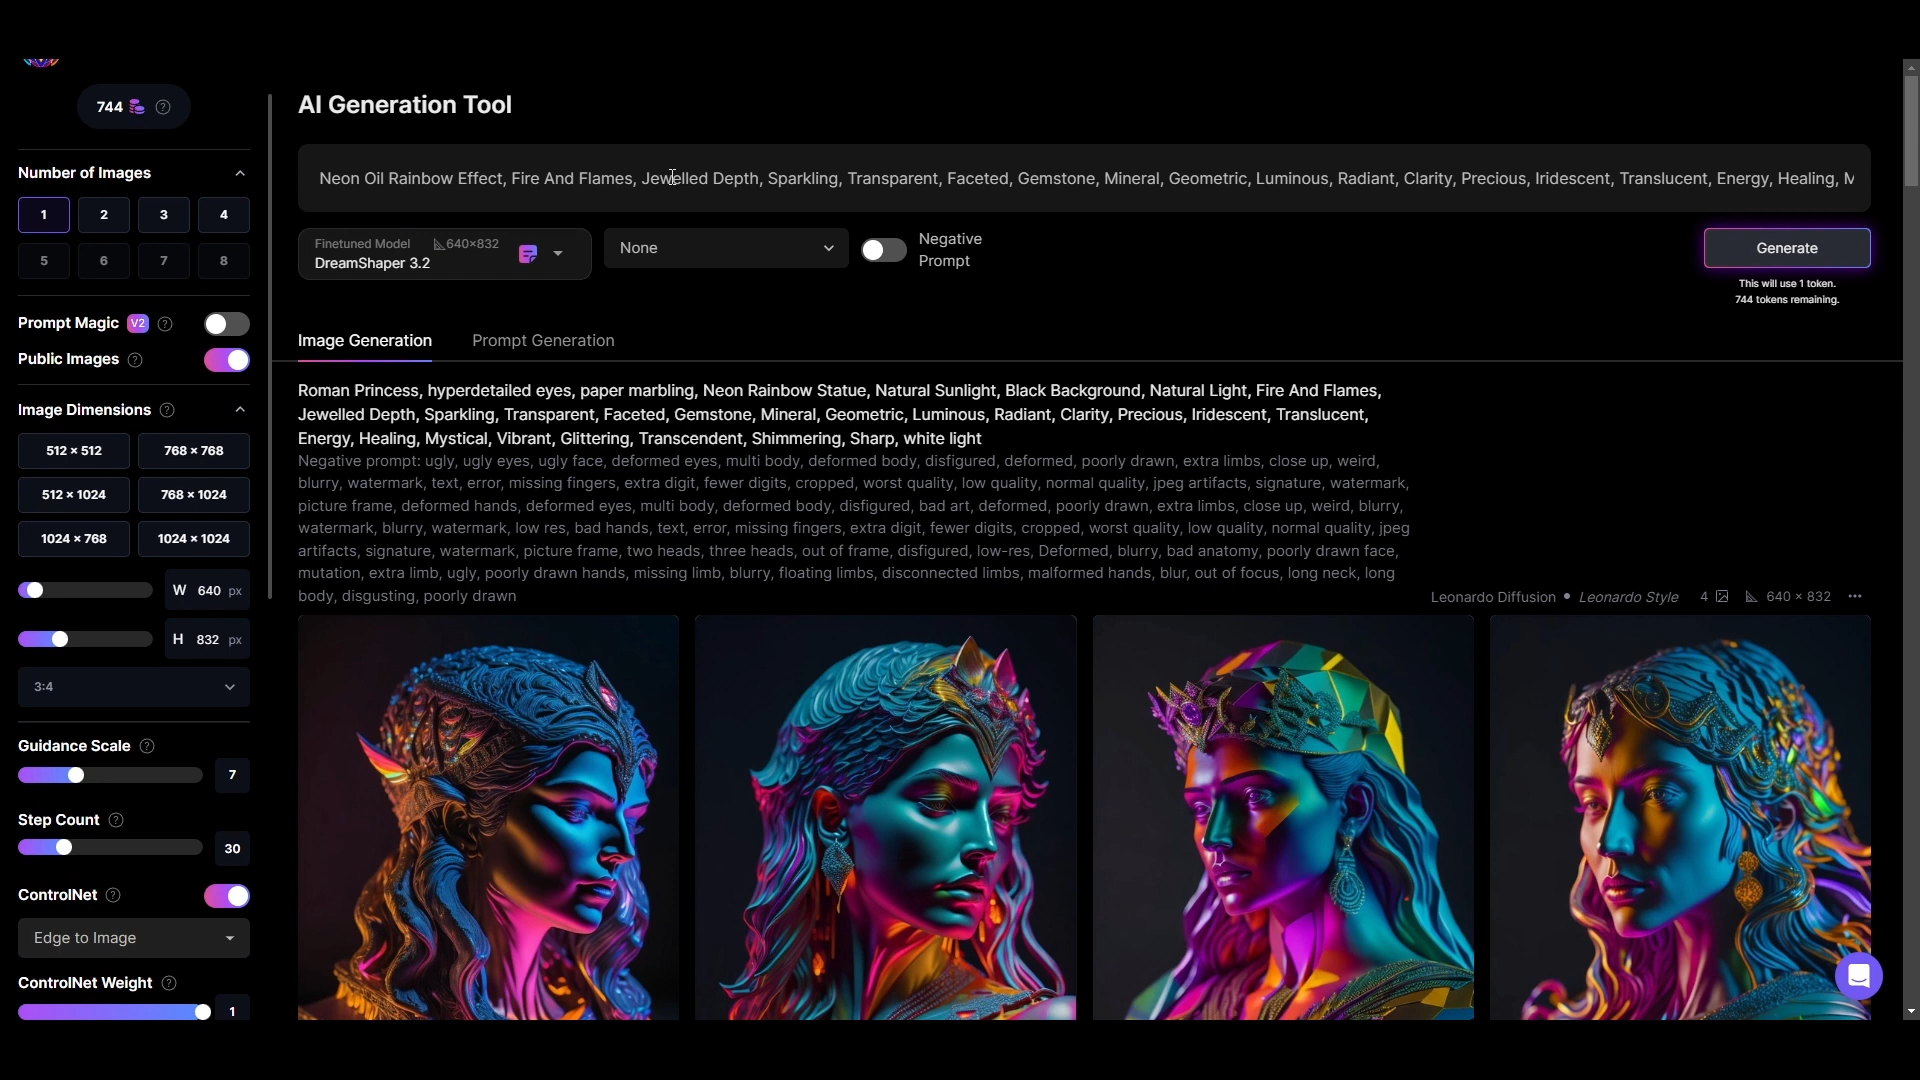 744
AI Generation Tool
Number of Images
1 2 3 4
5 6 7 8
Prompt Magic V2
Public Images
Image Dimensions
512 × 512 768 × 768
512 × 1024 768 × 1024
1024 × 768 1024 × 1024
W 640 px
H 832 px
3:4
Guidance Scale
7
Step Count
30
ControlNet
Edge to Image
ControlNet Weight
1
Neon Oil Rainbow Effect, Fire And Flames, Jewelled Depth, Sparkling, Transparent, Faceted, Gemstone, Mineral, Geometric, Luminous, Radiant, Clarity, Precious, Iridescent, Translucent, Energy, Healing, M
Finetuned Model 640×832
DreamShaper 3.2
None
Negative
Prompt
Generate
This will use 1 token.
744 tokens remaining.
Image Generation Prompt Generation
Roman Princess, hyperdetailed eyes, paper marbling, Neon Rainbow Statue, Natural Sunlight, Black Background, Natural Light, Fire And Flames,
Jewelled Depth, Sparkling, Transparent, Faceted, Gemstone, Mineral, Geometric, Luminous, Radiant, Clarity, Precious, Iridescent, Translucent,
Energy, Healing, Mystical, Vibrant, Glittering, Transcendent, Shimmering, Sharp, white light
Negative prompt: ugly, ugly eyes, ugly face, deformed eyes, multi body, deformed body, disfigured, deformed, poorly drawn, extra limbs, close up, weird,
blurry, watermark, text, error, missing fingers, extra digit, fewer digits, cropped, worst quality, low quality, normal quality, jpeg artifacts, signature, watermark,
picture frame, deformed hands, deformed eyes, multi body, deformed body, disfigured, bad art, deformed, poorly drawn, extra limbs, close up, weird, blurry,
watermark, blurry, watermark, low res, bad hands, text, error, missing fingers, extra digit, fewer digits, cropped, worst quality, low quality, normal quality, jpeg
artifacts, signature, watermark, picture frame, two heads, three heads, out of frame, disfigured, low-res, Deformed, blurry, bad anatomy, poorly drawn face,
mutation, extra limb, ugly, poorly drawn hands, missing limb, blurry, floating limbs, disconnected limbs, malformed hands, blur, out of focus, long neck, long
body, disgusting, poorly drawn
Leonardo Diffusion • Leonardo Style 4 640 × 832